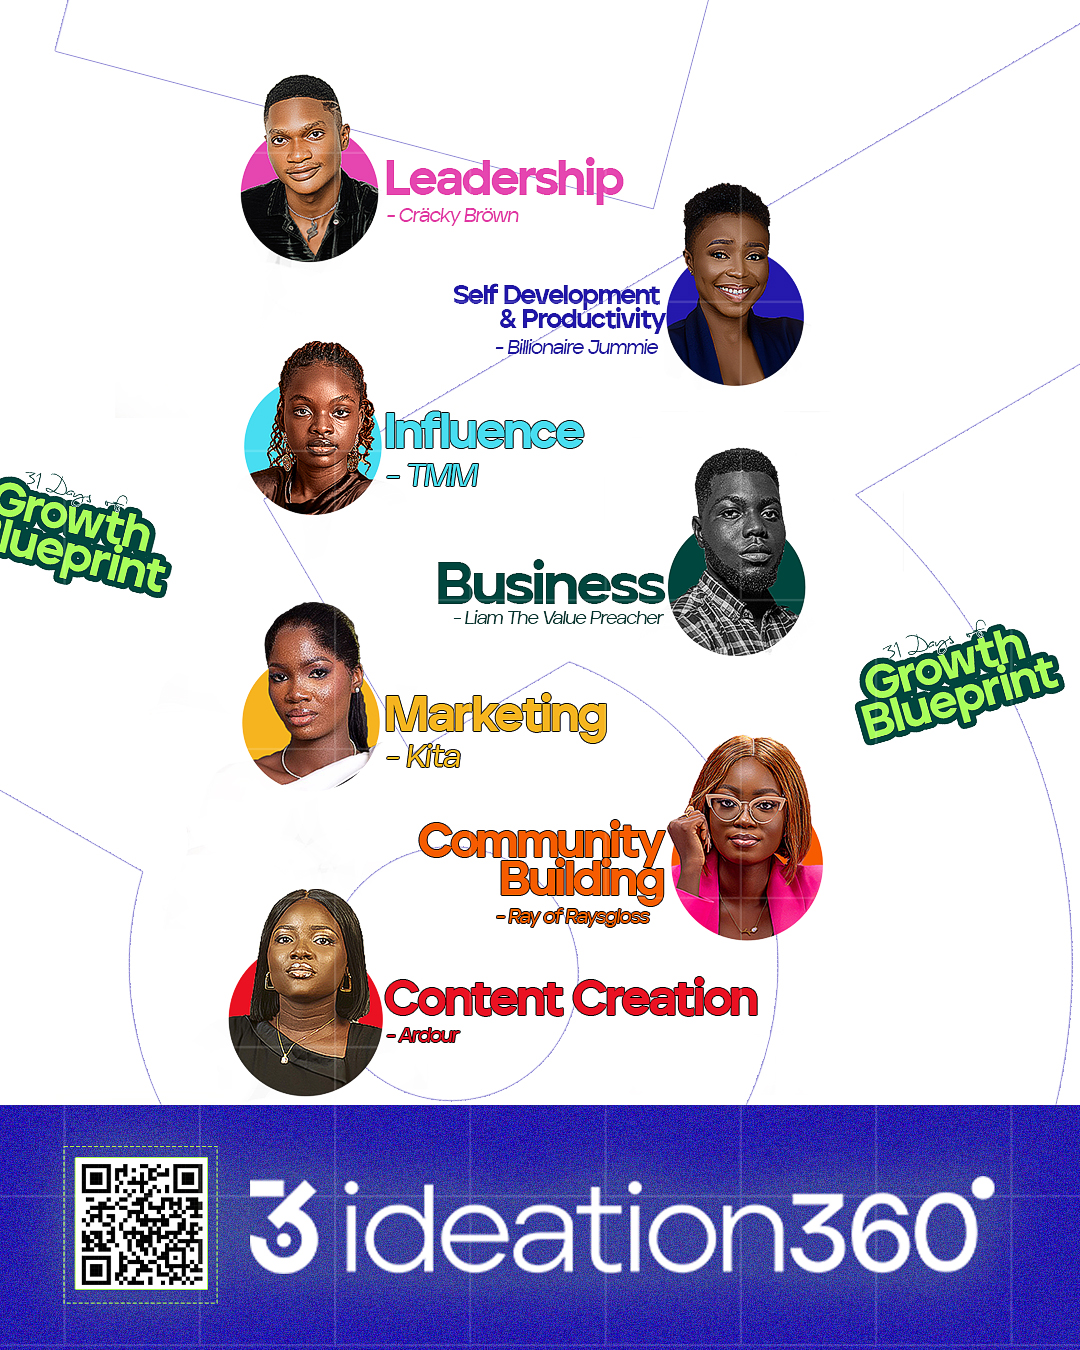 Leadership
- Cräcky Bröwn
Self Development
& Productivity
- Billionaire Jummie
Influence
- TMM
31 Days of
Growth
Blueprint
Business
- Liam The Value Preacher
31 Days of
Growth
Blueprint
Marketing
- Kita
Community
Building
- Ray of Raysgloss
Content Creation
- Ardour
ideation360°